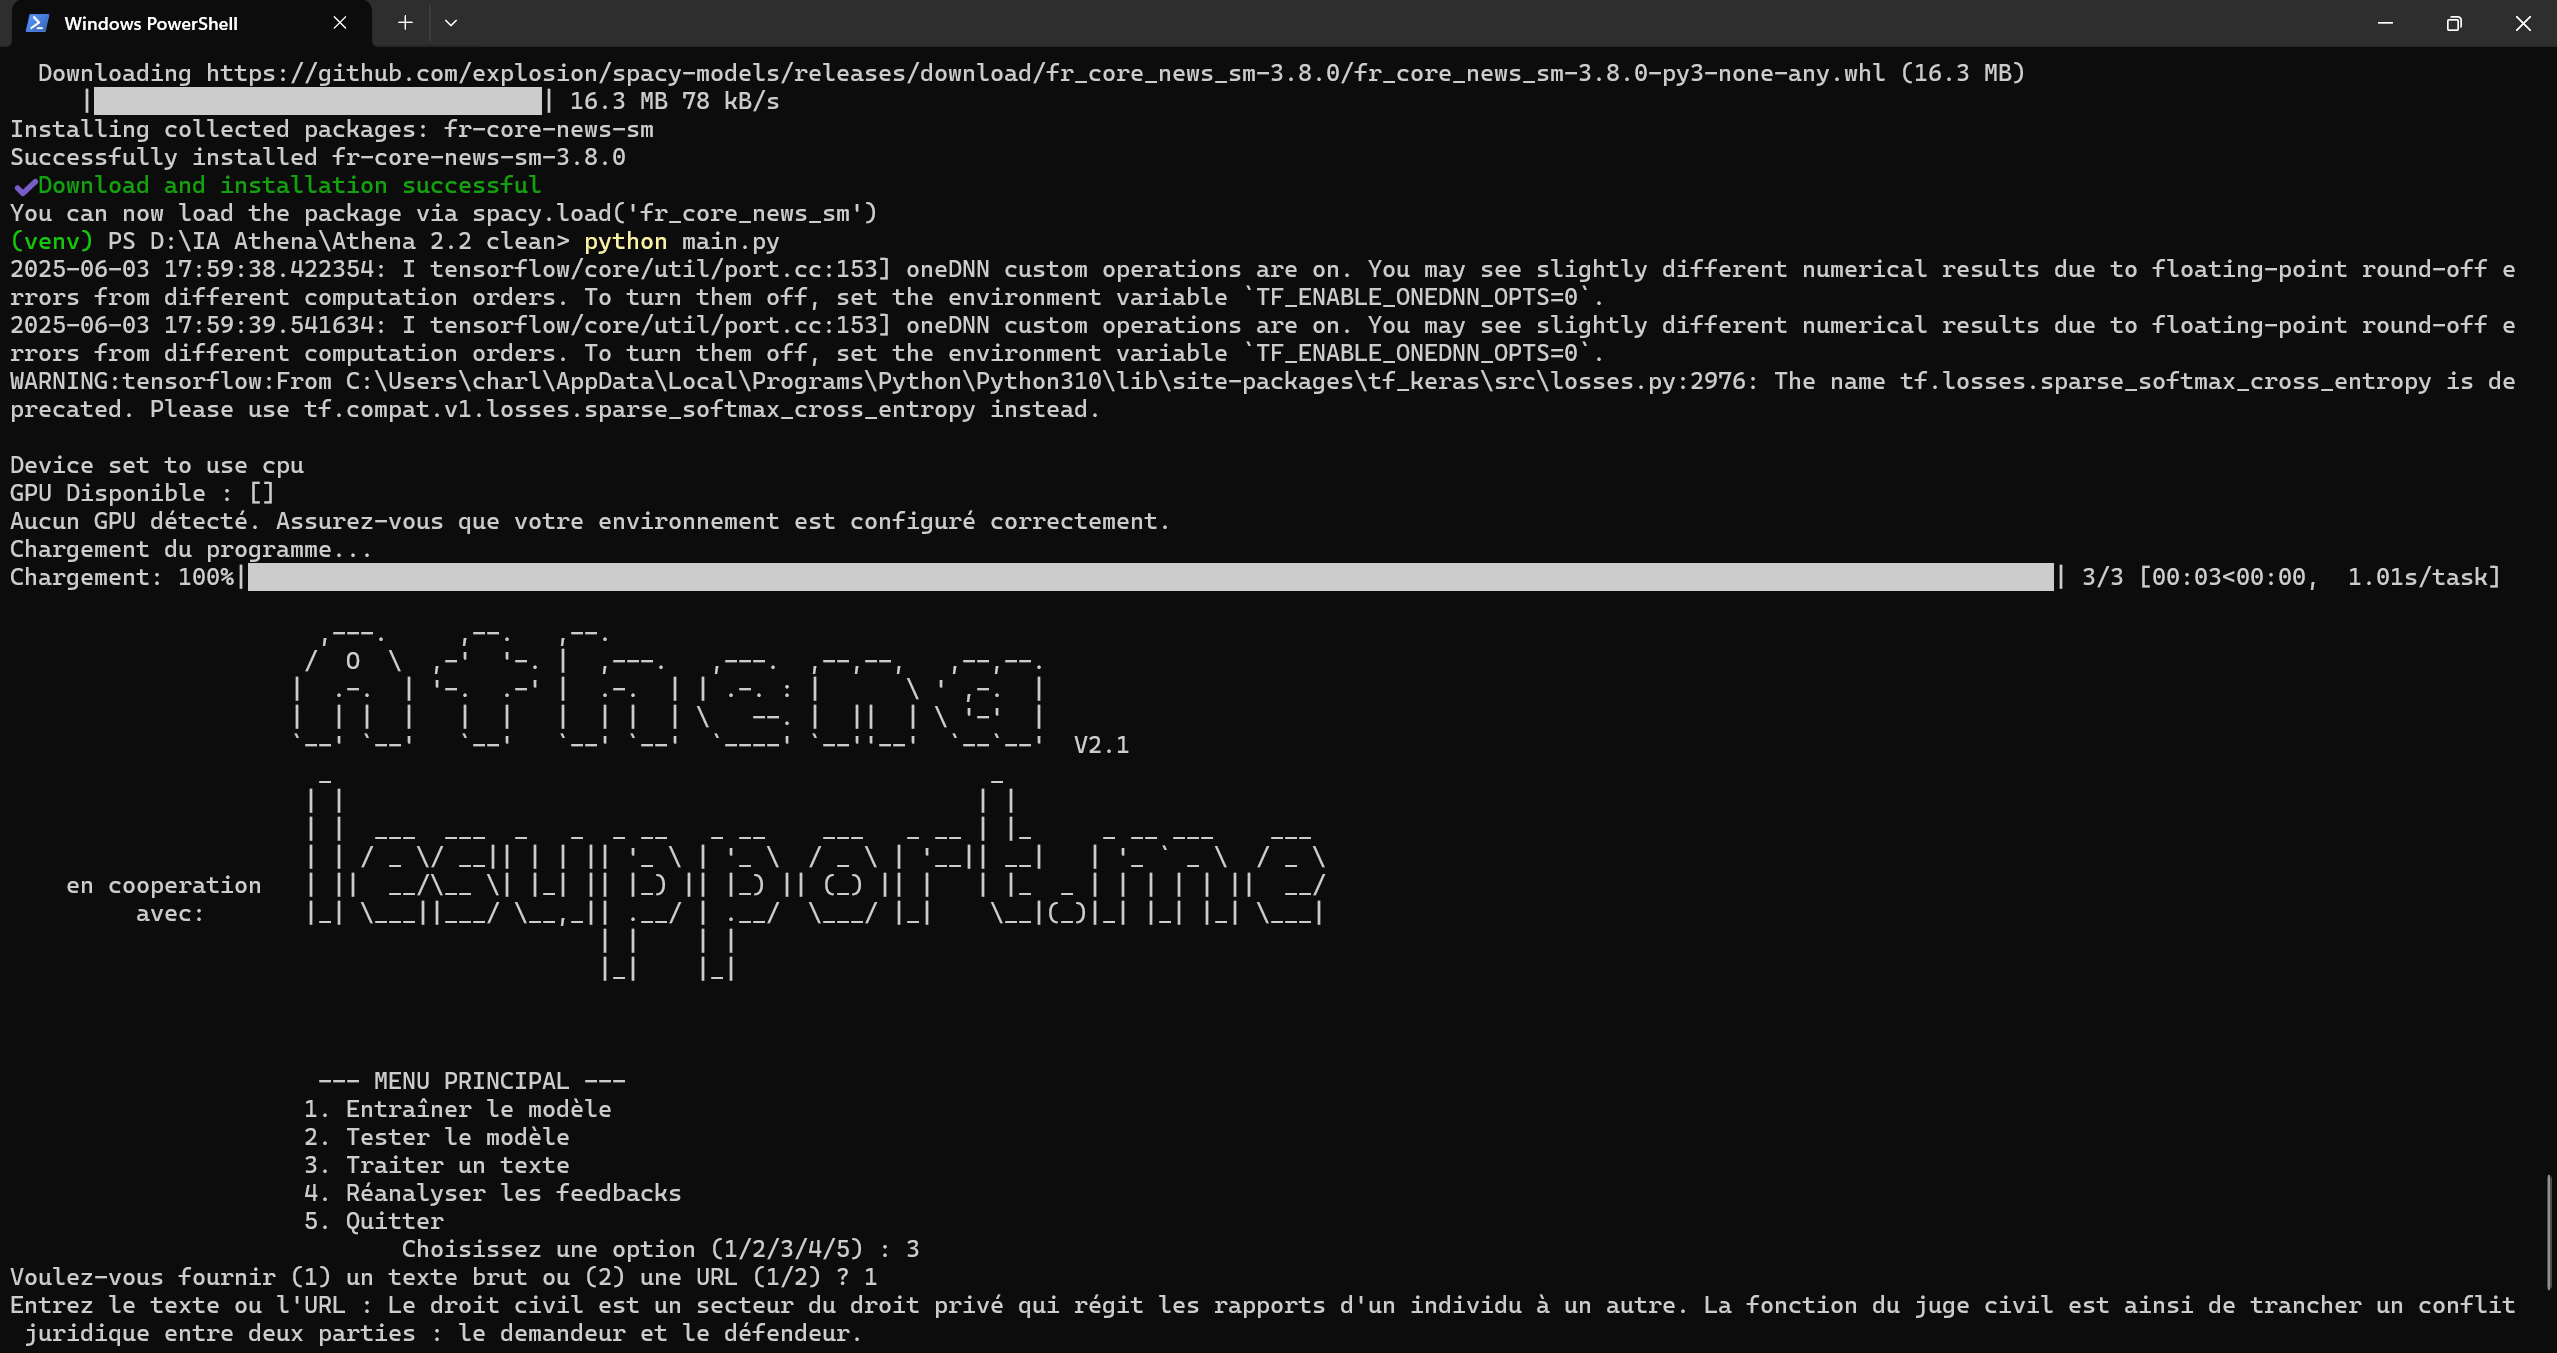 Windows PowerShell
Downloading https://github.com/explosion/spacy-models/releases/download/fr_core_news_sm-3.8.0/fr_core_news_sm-3.8.0-py3-none-any.whl (16.3 MB)
| | 16.3 MB 78 kB/s
Installing collected packages: fr-core-news-sm
Successfully installed fr-core-news-sm-3.8.0
✔Download and installation successful
You can now load the package via spacy.load('fr_core_news_sm')
(venv) PS D:\IA Athena\Athena 2.2 clean> python main.py
2025-06-03 17:59:38.422354: I tensorflow/core/util/port.cc:153] oneDNN custom operations are on. You may see slightly different numerical results due to floating-point round-off e
rrors from different computation orders. To turn them off, set the environment variable `TF_ENABLE_ONEDNN_OPTS=0`.
2025-06-03 17:59:39.541634: I tensorflow/core/util/port.cc:153] oneDNN custom operations are on. You may see slightly different numerical results due to floating-point round-off e
rrors from different computation orders. To turn them off, set the environment variable `TF_ENABLE_ONEDNN_OPTS=0`.
WARNING:tensorflow:From C:\Users\charl\AppData\Local\Programs\Python\Python310\lib\site-packages\tf_keras\src\losses.py:2976: The name tf.losses.sparse_softmax_cross_entropy is de
precated. Please use tf.compat.v1.losses.sparse_softmax_cross_entropy instead.
Device set to use cpu
GPU Disponible : []
Aucun GPU détecté. Assurez-vous que votre environnement est configuré correctement.
Chargement du programme...
Chargement: 100%| | 3/3 [00:03<00:00,  1.01s/task]
Athena V2.1
en cooperation
avec:
lesupport.me
--- MENU PRINCIPAL ---
1. Entraîner le modèle
2. Tester le modèle
3. Traiter un texte
4. Réanalyser les feedbacks
5. Quitter
Choisissez une option (1/2/3/4/5) : 3
Voulez-vous fournir (1) un texte brut ou (2) une URL (1/2) ? 1
Entrez le texte ou l'URL : Le droit civil est un secteur du droit privé qui régit les rapports d'un individu à un autre. La fonction du juge civil est ainsi de trancher un conflit
juridique entre deux parties : le demandeur et le défendeur.